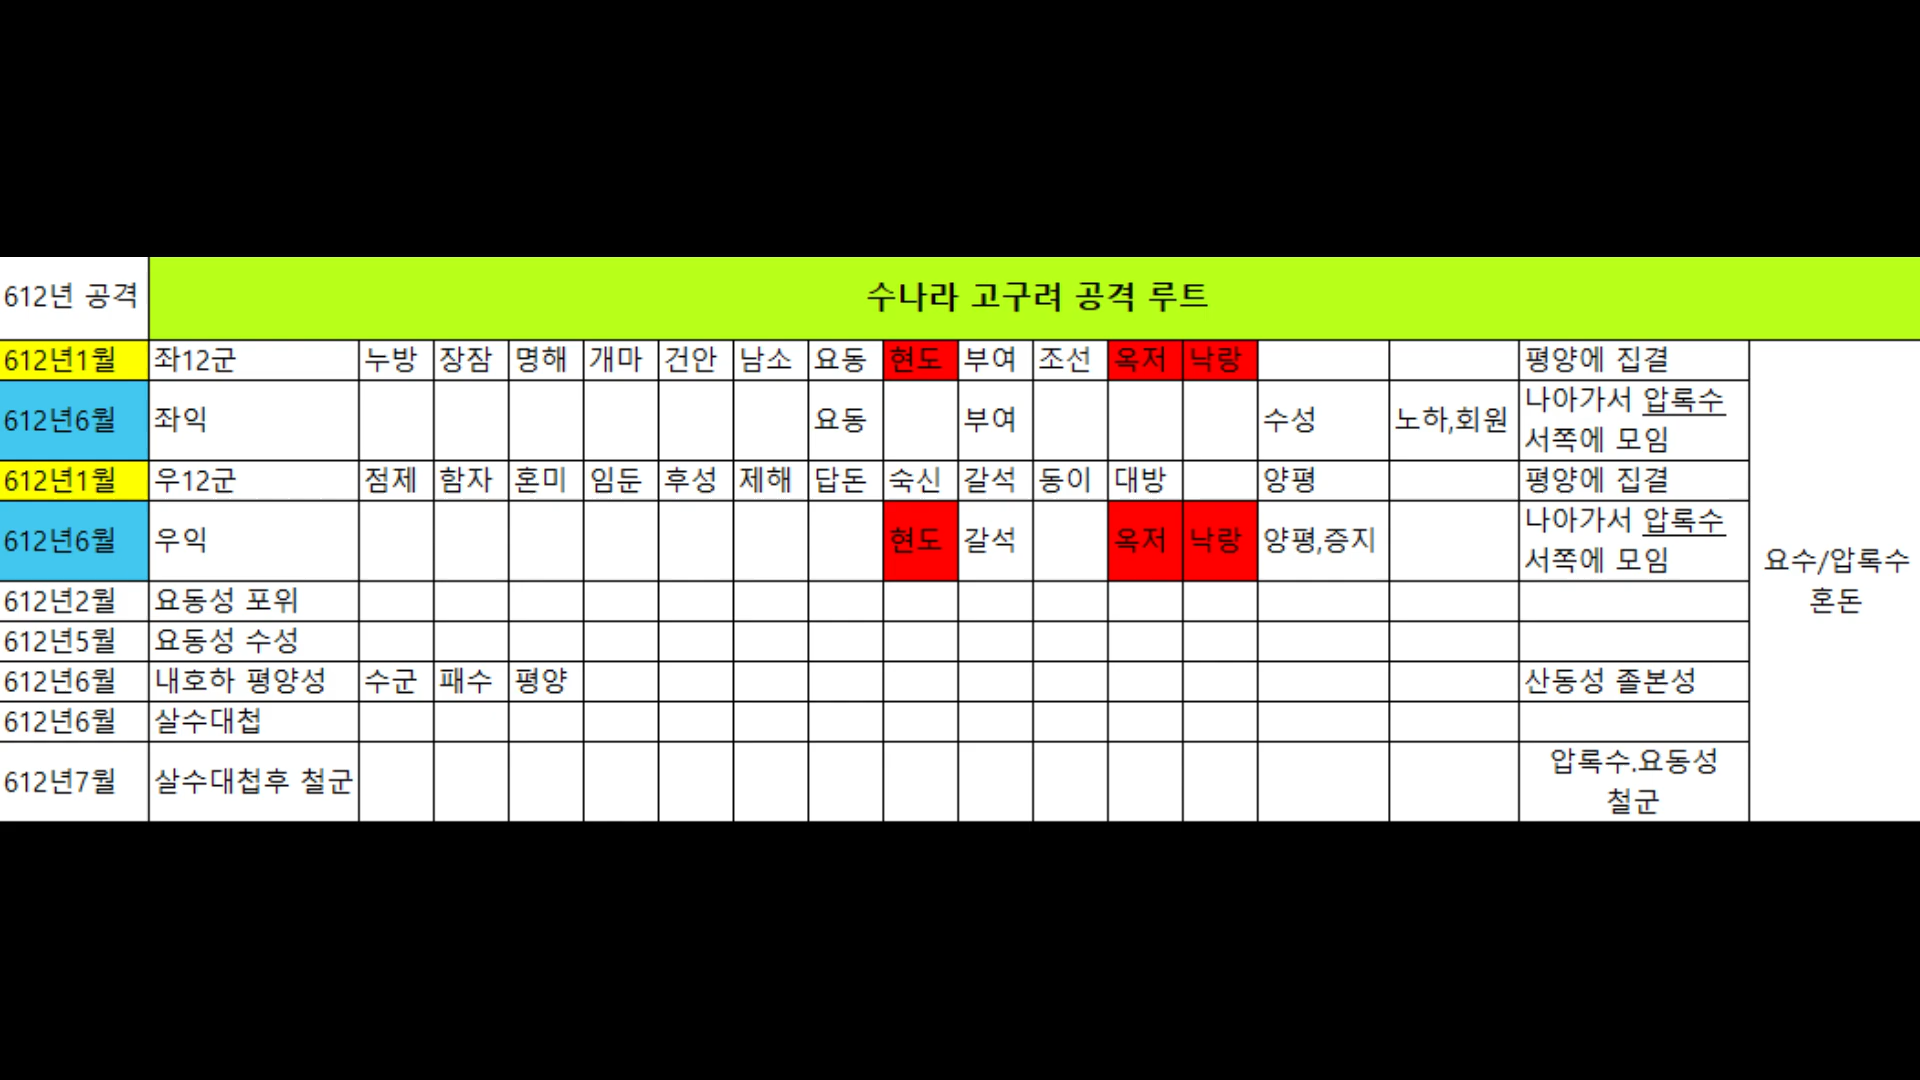 612년 공격 수나라 고구려 공격 루트
612년1월 좌12군 누방 장잠 명해 개마 건안 남소 요동 현도 부여 조선 옥저 낙랑 평양에 집결
612년6월 좌익 요동 부여 수성 노하,회원 나아가서 압록수
서쪽에 모임
612년1월 우12군 점제 함자 혼미 임둔 후성 제해 답돈 숙신 갈석 동이 대방 양평 평양에 집결
612년6월 우익 현도 갈석 옥저 낙랑 양평,증지 나아가서 압록수
서쪽에 모임
요수/압록수
혼돈
612년2월 요동성 포위
612년5월 요동성 수성
612년6월 내호하 평양성 수군 패수 평양 산동성 졸본성
612년6월 살수대첩
612년7월 살수대첩후 철군 압록수.요동성
철군